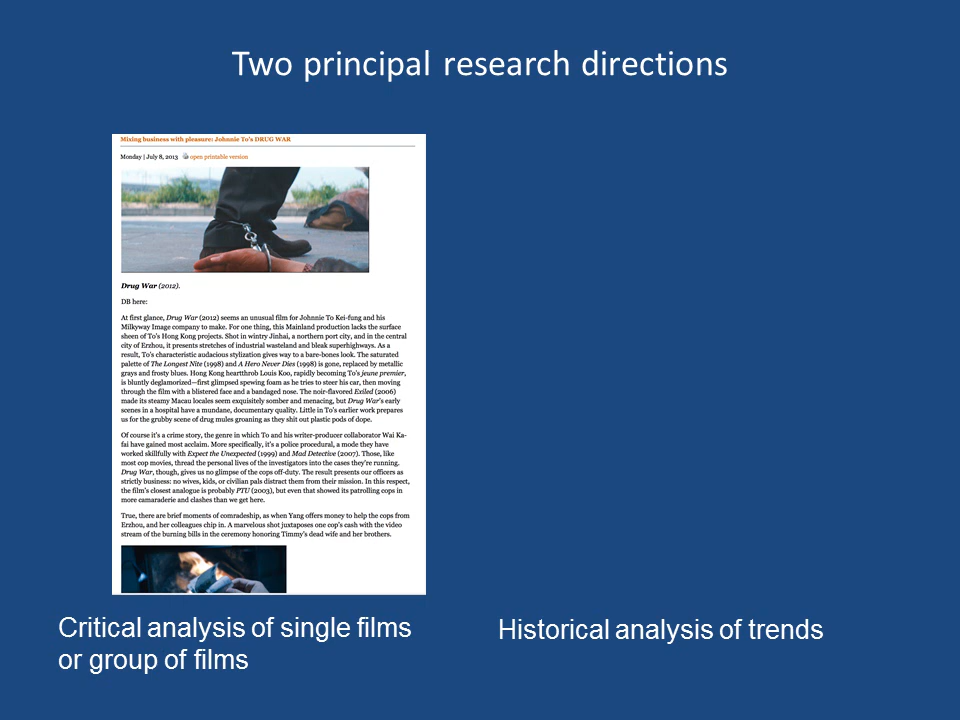 Two principal research directions
Mixing business with pleasure: Johnnie To's DRUG WAR
Monday | July 8, 2013 open printable version
Drug War (2012).
DB here:
At first glance, Drug War (2012) seems an unusual film for Johnnie To Kei-fung and his
Milkyway Image company to make. For one thing, this Mainland production lacks the surface
sheen of To's Hong Kong projects. Shot in wintry Jinhai, a northern port city, and in the central
city of Erzhou, it presents stretches of industrial wasteland and bleak superhighways. As a
result, To's characteristic audacious stylization gives way to a bare-bones look. The saturated
palette of The Longest Nite (1998) and A Hero Never Dies (1998) is gone, replaced by metallic
grays and frosty blues. Hong Kong heartthrob Louis Koo, rapidly becoming To's jeune premier,
is bluntly deglamorized—first glimpsed spewing foam as he tries to steer his car, then moving
through the film with a blistered face and a bandaged nose. The noir-flavored Exiled (2006)
made its steamy Macau locales seem exquisitely somber and menacing, but Drug War's early
scenes in a hospital have a mundane, documentary quality. Little in To's earlier work prepares
us for the grubby scene of drug mules groaning as they shit out plastic pods of dope.
Of course it's a crime story, the genre in which To and his writer-producer collaborator Wai Ka-
fai have gained most acclaim. More specifically, it's a police procedural, a mode they have
worked skillfully with Expect the Unexpected (1999) and Mad Detective (2007). Those, like
most cop movies, thread the personal lives of the investigators into the cases they're running.
Drug War, though, gives us no glimpse of the cops off-duty. The result presents our officers as
strictly business: no wives, kids, or civilian pals distract them from their mission. In this respect,
the film's closest analogue is probably PTU (2003), but even that showed its patrolling cops in
more camaraderie and clashes than we get here.
True, there are brief moments of comradeship, as when Yang offers money to help the cops from
Erzhou, and her colleagues chip in. A marvelous shot juxtaposes one cop's cash with the video
stream of the burning bills in the ceremony honoring Timmy's dead wife and her brothers.
Critical analysis of single films
or group of films
Historical analysis of trends